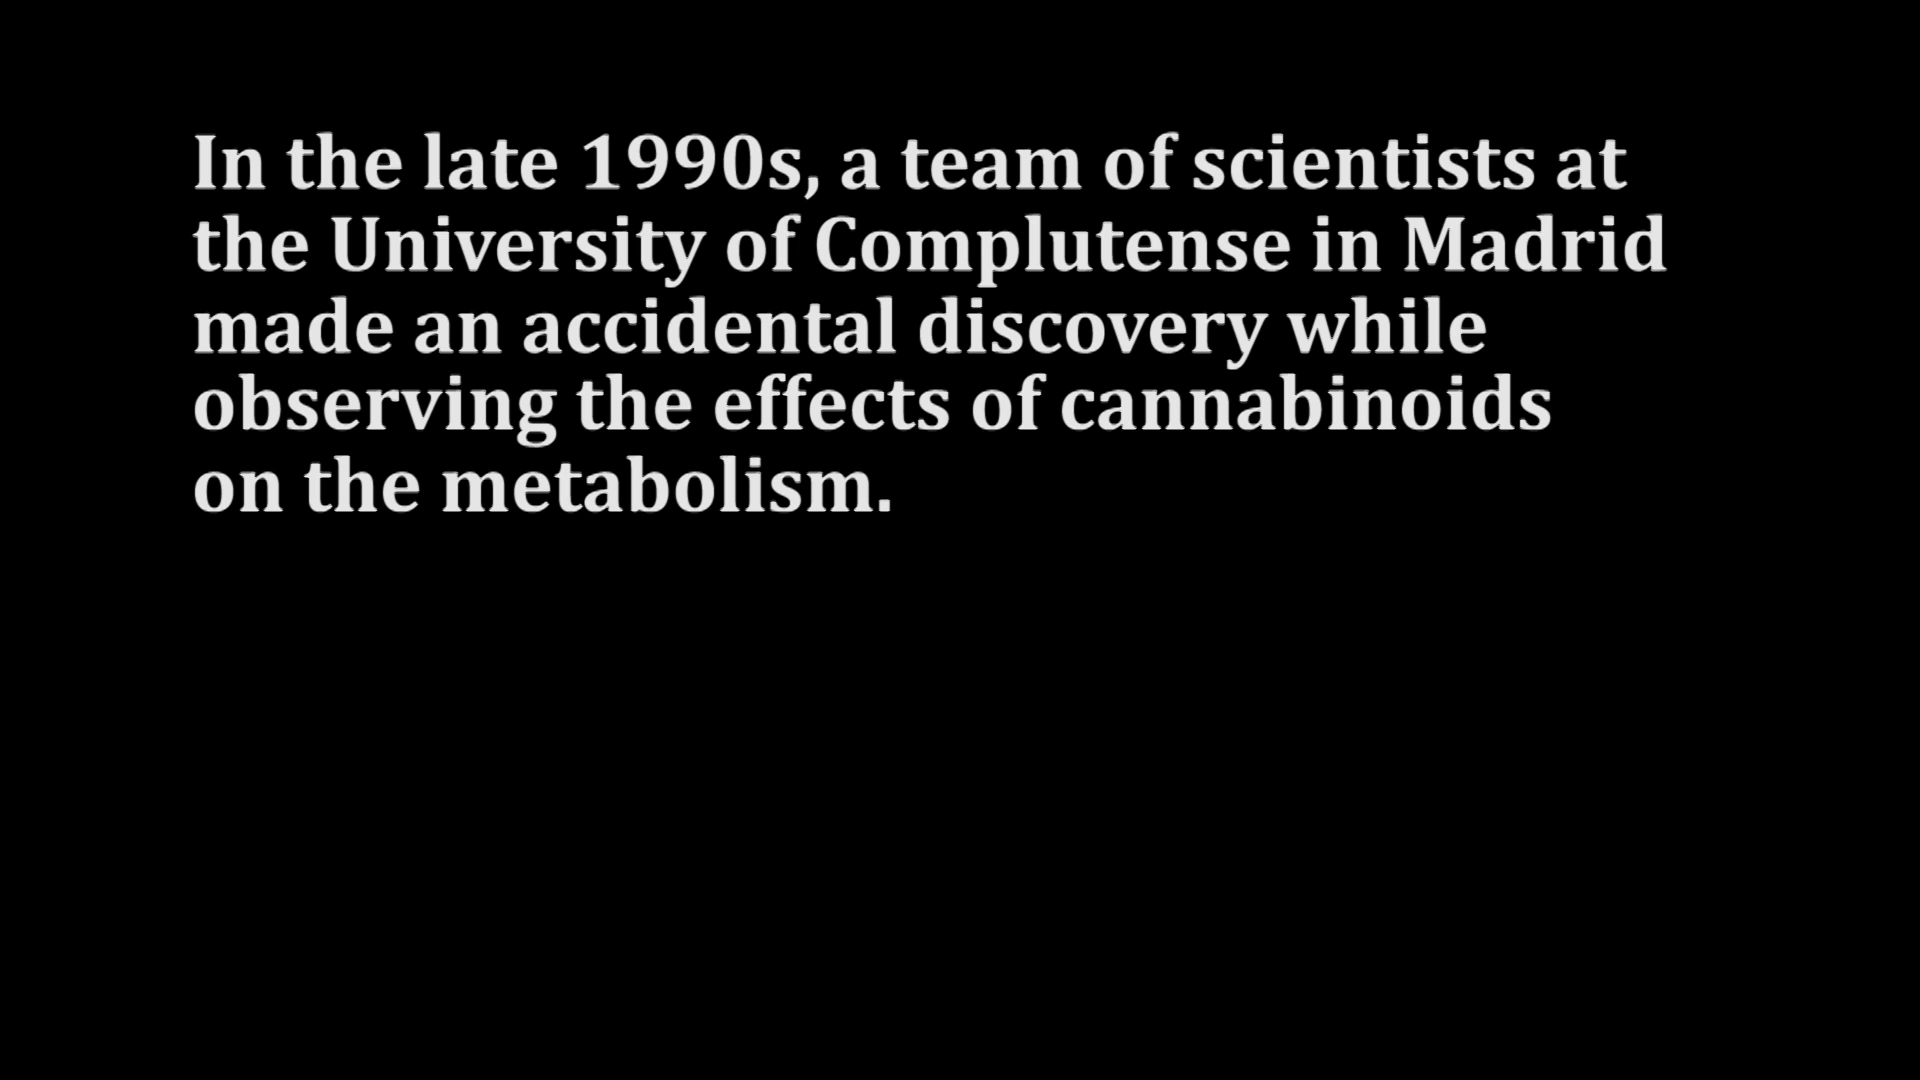 In the late 1990s, a team of scientists at
the University of Complutense in Madrid
made an accidental discovery while
observing the effects of cannabinoids
on the metabolism.